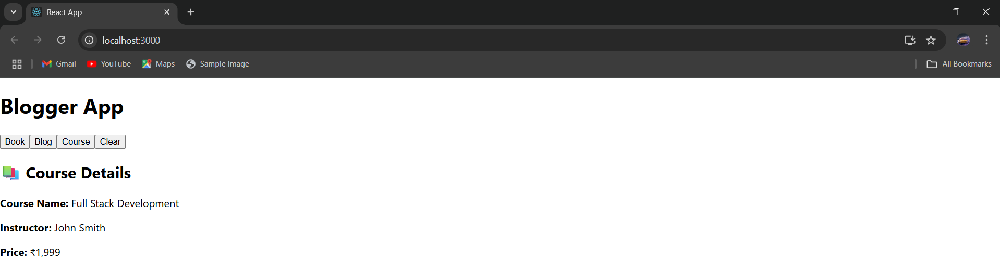 React App
localhost:3000
Gmail YouTube Maps Sample Image All Bookmarks
Blogger App
Book Blog Course Clear
📚 Course Details
Course Name: Full Stack Development
Instructor: John Smith
Price: ₹1,999